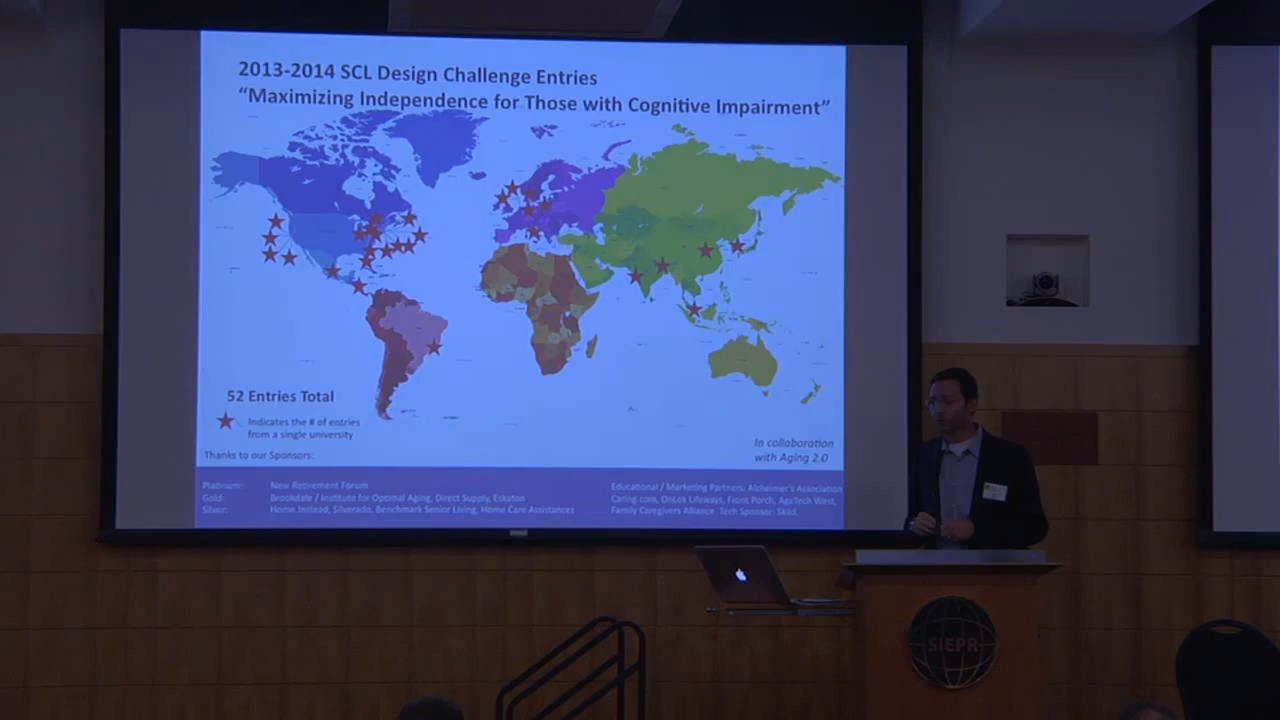 2013-2014 SCL Design Challenge Entries
“Maximizing Independence for Those with Cognitive Impairment”
52 Entries Total
Indicates the # of entries
from a single university
In collaboration
with Aging 2.0
Thanks to our Sponsors:
Platinum: New Retirement Forum
Gold: Brookdale / Institute for Optimal Aging, Direct Supply, Eskaton
Silver: Home Instead, Silverado, Benchmark Senior Living, Home Care Assistances
Educational / Marketing Partners: Alzheimer's Association
Caring.com, OnLok Lifeways, Front Porch, AgeTech West,
Family Caregivers Alliance. Tech Sponsor: Skild.
SIEPR